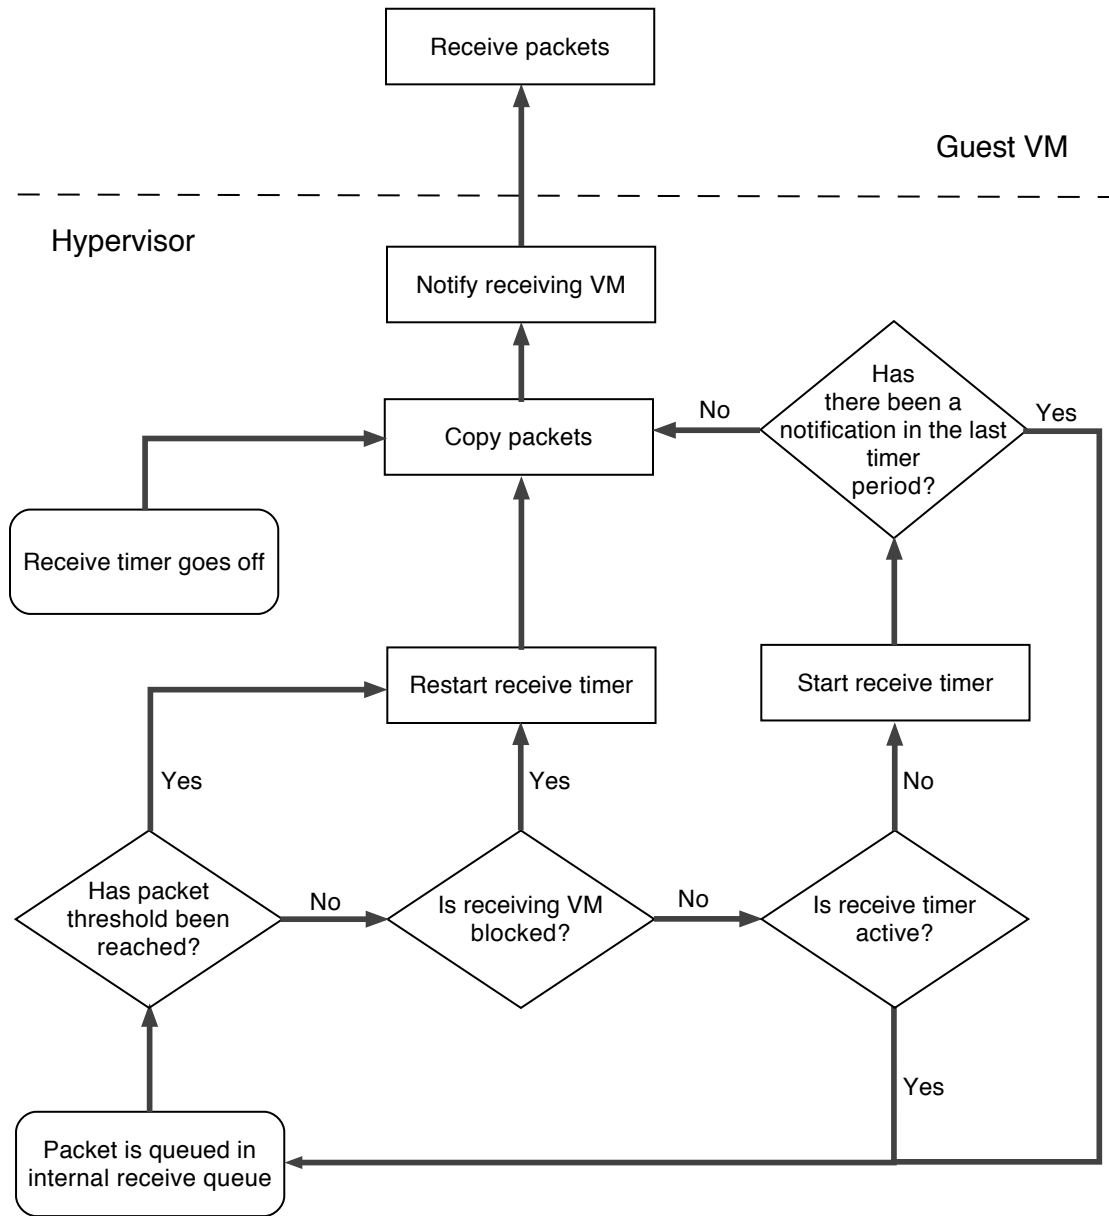 Receive packets
Guest VM
Hypervisor
Notify receiving VM
Has
there been a
notification in the last
timer
period?
No
Yes
Copy packets
Receive timer goes off
Restart receive timer
Start receive timer
Yes
Yes
No
Has packet
threshold been
reached?
No
Is receiving VM
blocked?
No
Is receive timer
active?
Yes
Packet is queued in
internal receive queue